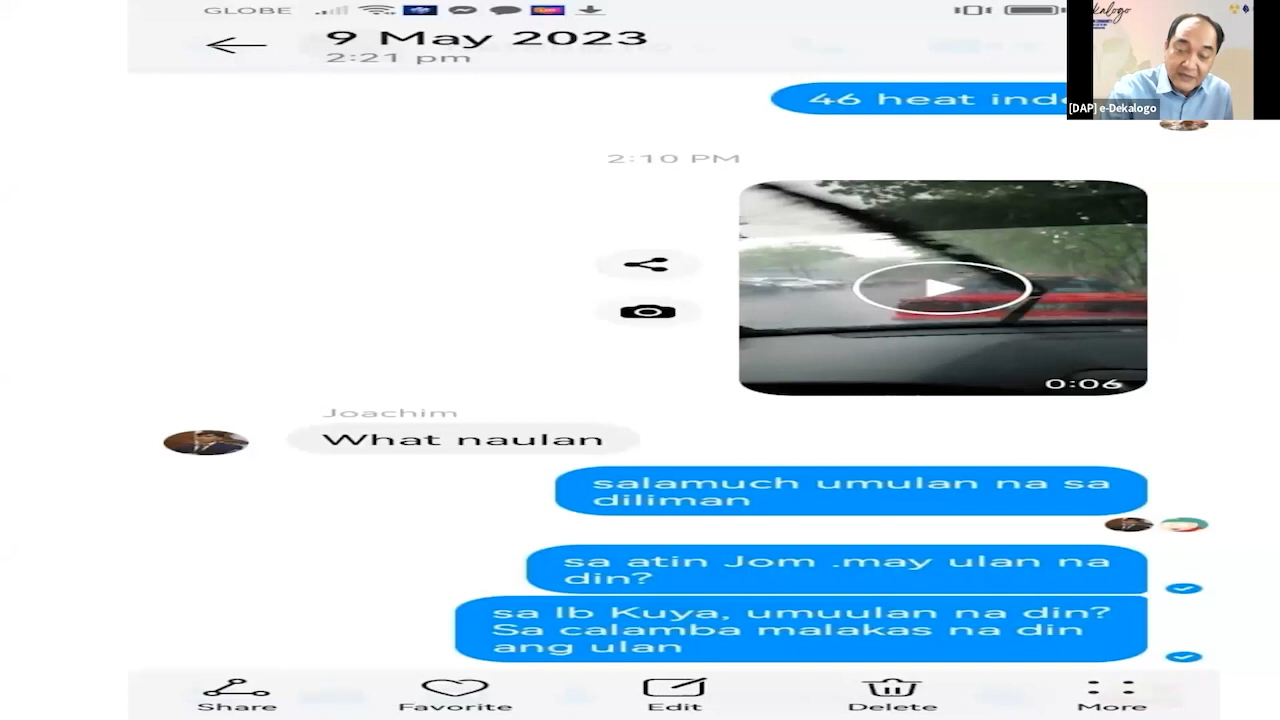 GLOBE
9 May 2023
2:21 pm
46 heat
[DAP] e-Dekalogo
2:10 PM
0:06
Joachim
What naulan
salamuch umulan na sa
diliman
sa atin Jom .may ulan na
din?
sa lb Kuya, umuulan na din?
Sa calamba malakas na din
ang ulan
Share
Favorite
Edit
Delete
More